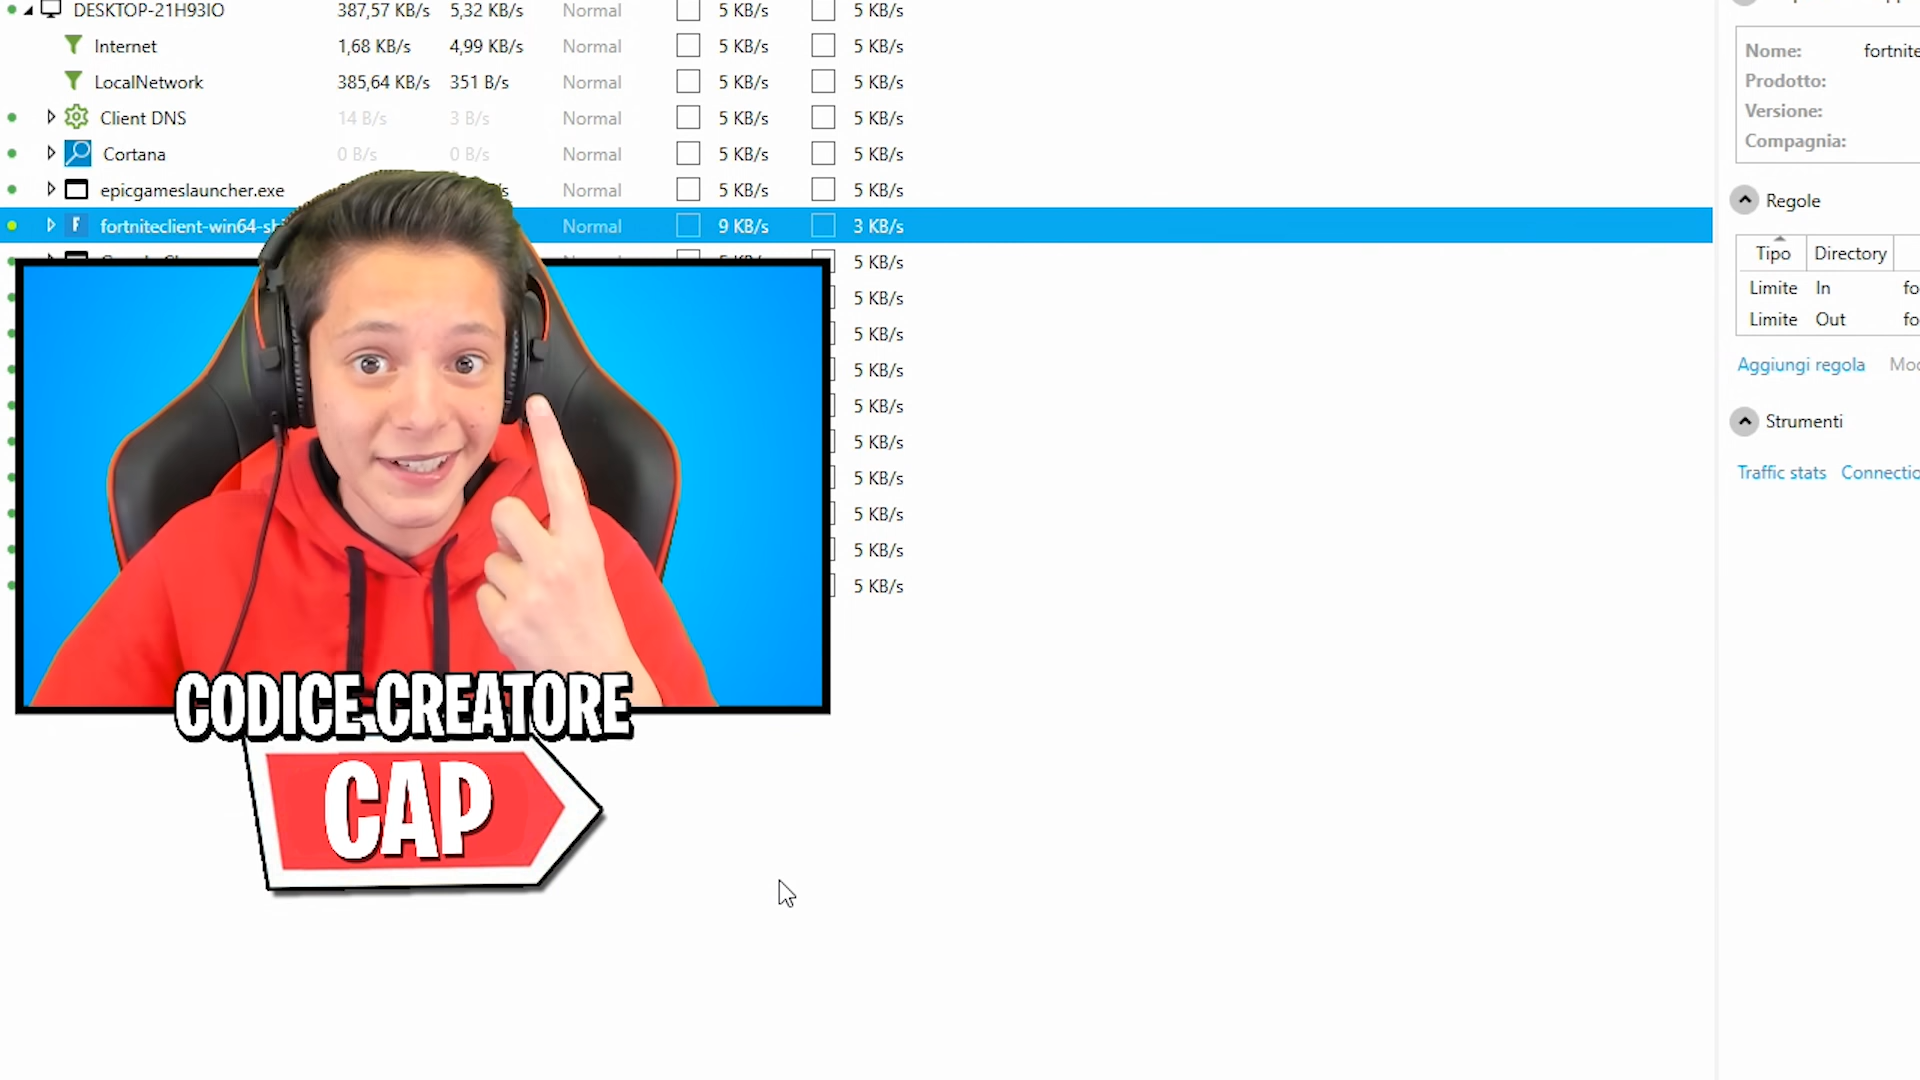 DESKTOP-21H93IO 387,57 KB/s 5,32 KB/s Normal 5 KB/s 5 KB/s
Internet 1,68 KB/s 4,99 KB/s Normal 5 KB/s 5 KB/s
LocalNetwork 385,64 KB/s 351 B/s Normal 5 KB/s 5 KB/s
Client DNS 14 B/s 3 B/s Normal 5 KB/s 5 KB/s
Cortana 0 B/s 0 B/s Normal 5 KB/s 5 KB/s
epicgameslauncher.exe Normal 5 KB/s 5 KB/s
F fortniteclient-win64-shi Normal 9 KB/s 3 KB/s
5 KB/s
5 KB/s
5 KB/s
5 KB/s
5 KB/s
5 KB/s
5 KB/s
5 KB/s
5 KB/s
5 KB/s
CODICE CREATORE
CAP
Nome: fortnite
Prodotto:
Versione:
Compagnia:
Regole
Tipo Directory
Limite In fo
Limite Out fo
Aggiungi regola Mod
Strumenti
Traffic stats Connectio